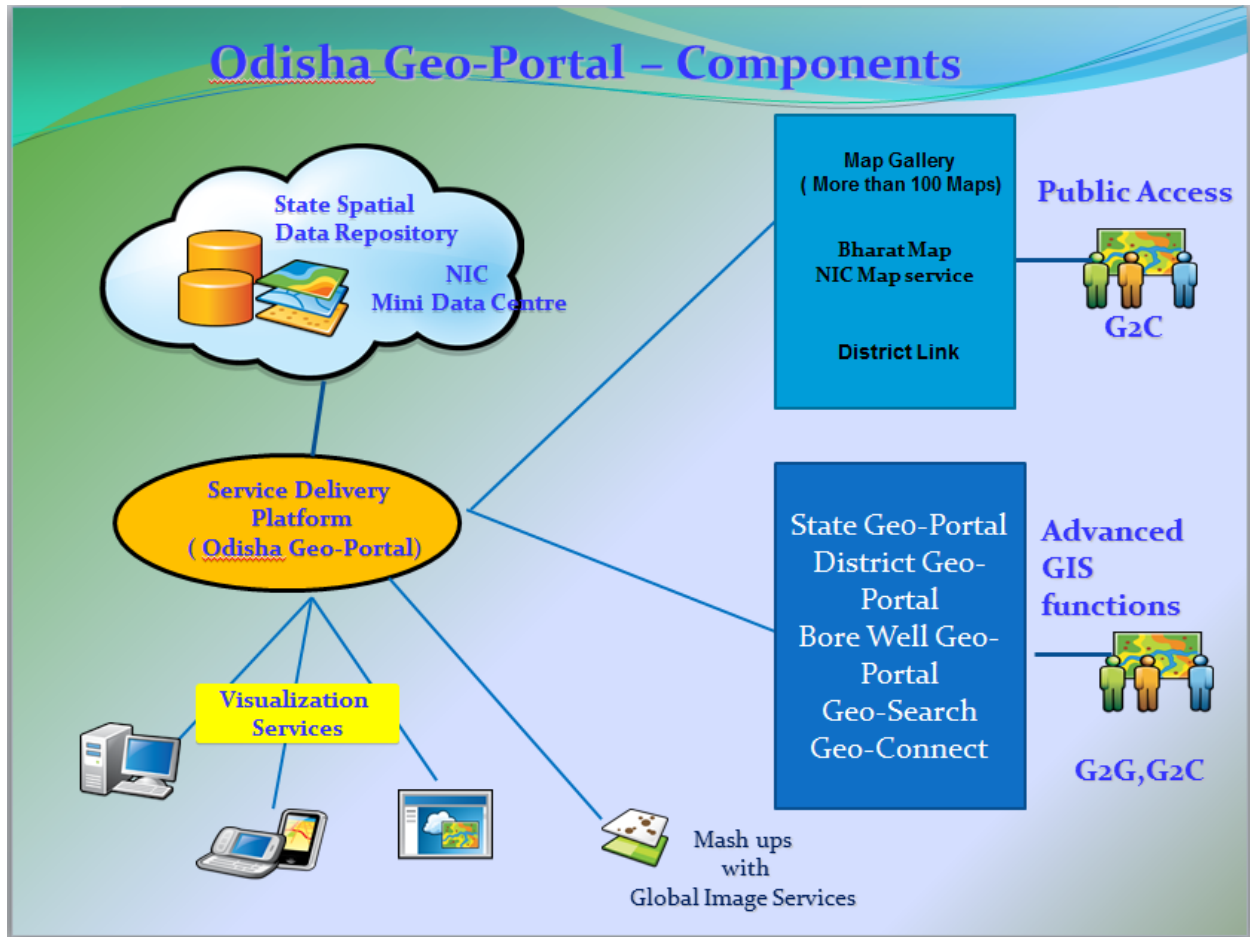 Odisha Geo-Portal – Components
State Spatial
Data Repository
NIC
Mini Data Centre
Service Delivery
Platform
( Odisha Geo-Portal)
Visualization
Services
Mash ups
with
Global Image Services
Map Gallery
( More than 100 Maps)
Bharat Map
NIC Map service
District Link
Public Access
G2C
State Geo-Portal
District Geo-
Portal
Bore Well Geo-
Portal
Geo-Search
Geo-Connect
Advanced
GIS
functions
G2G,G2C